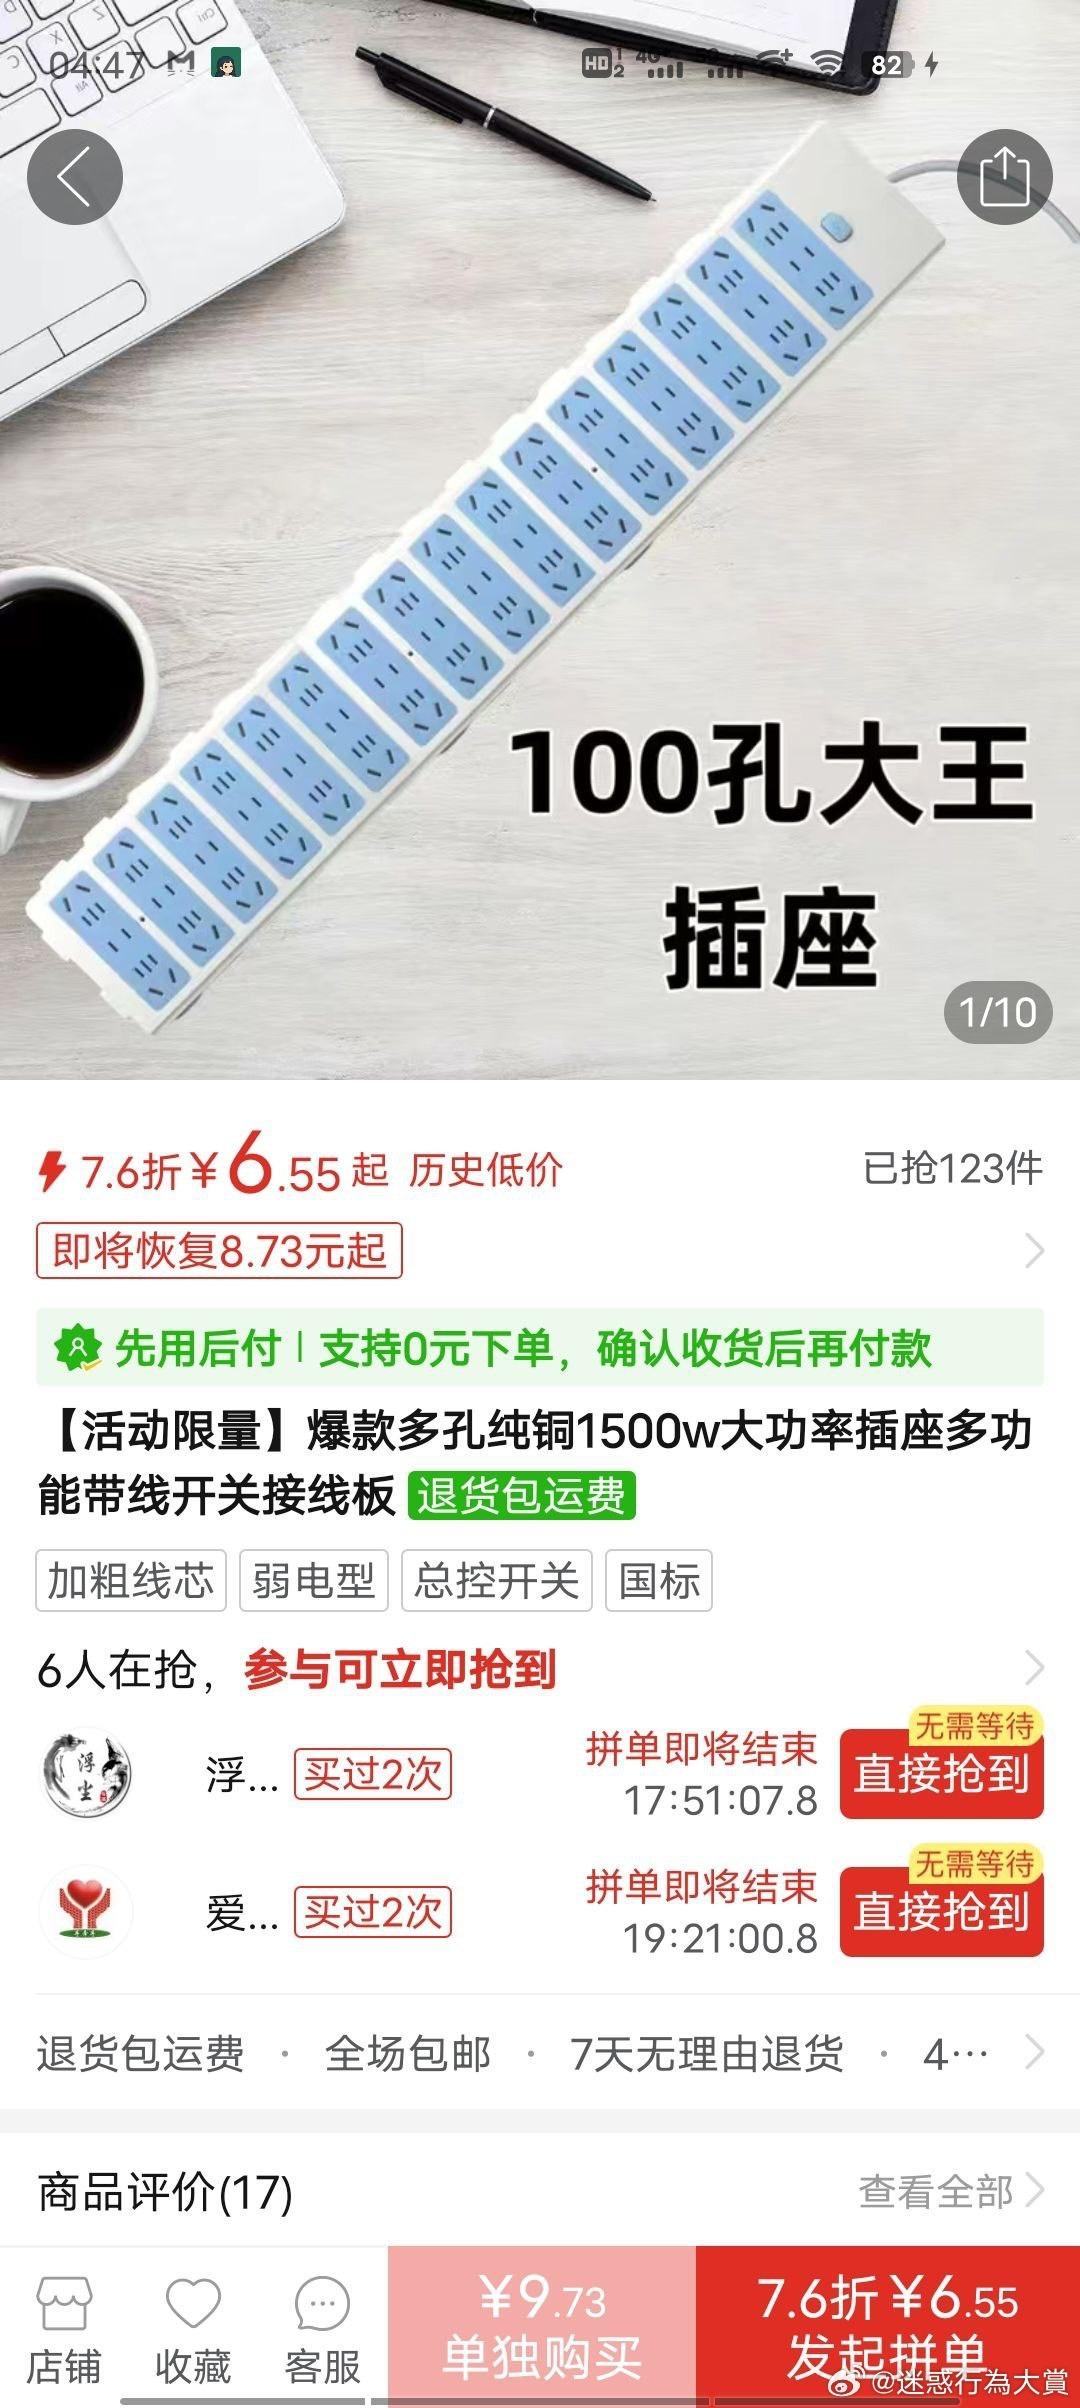 04:47
HD 1 2 4G 82
100孔大王
插座
1/10
7.6折¥6.55起 历史低价 已抢123件
即将恢复8.73元起
先用后付 | 支持0元下单，确认收货后再付款
【活动限量】爆款多孔纯铜1500w大功率插座多功
能带线开关接线板 退货包运费
加粗线芯 弱电型 总控开关 国标
6人在抢，参与可立即抢到
浮尘
浮... 买过2次 拼单即将结束 无需等待
17:51:07.8 直接抢到
爱... 买过2次 拼单即将结束 无需等待
19:21:00.8 直接抢到
退货包运费 · 全场包邮 · 7天无理由退货 · 4…
商品评价(17) 查看全部
店铺 收藏 客服
¥9.73
单独购买
7.6折¥6.55
发起拼单
@迷惑行為大賞